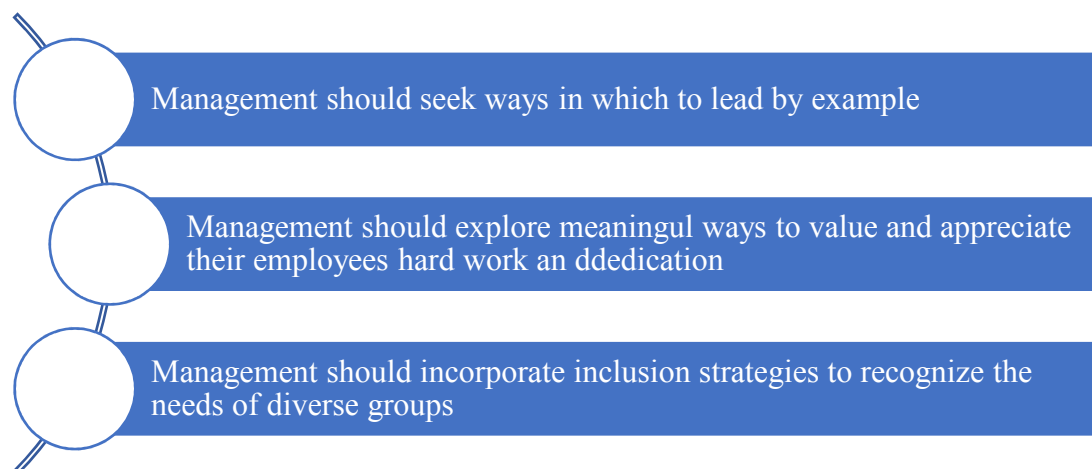 Management should seek ways in which to lead by example
Management should explore meaningul ways to value and appreciate
their employees hard work an ddedication
Management should incorporate inclusion strategies to recognize the
needs of diverse groups